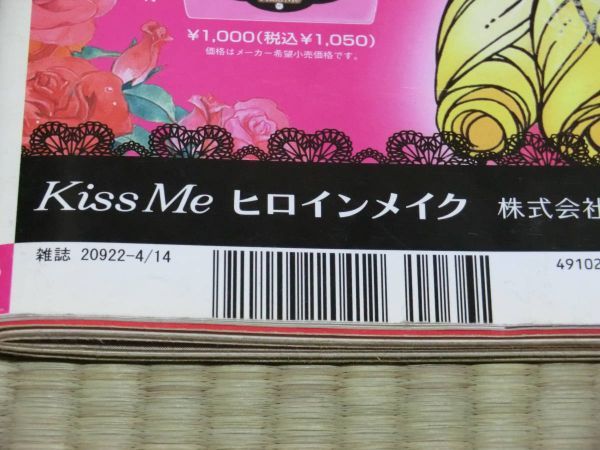 ¥1,000(税込¥1,050)
価格はメーカー希望小売価格です。
Kiss Me ヒロインメイク 株式会社
雑誌 20922-4/14
49102